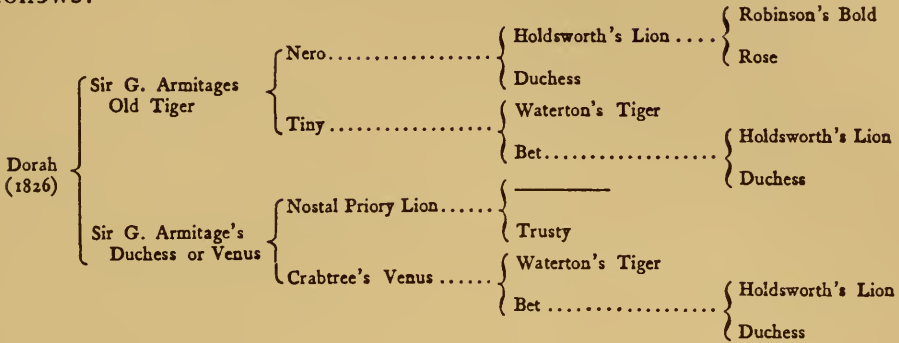 Robinson's Bold
Holdsworth's Lion ....
Rose
Nero.................
Duchess
Sir G. Armitages
Old Tiger
Waterton's Tiger
Tiny .................
Holdsworth's Lion
Bet.................
Duchess
Dorah
(1826)
Nostal Priory Lion......
Trusty
Sir G. Armitage's
Duchess or Venus
Waterton's Tiger
Crabtree's Venus ......
Holdsworth's Lion
Bet .................
Duchess